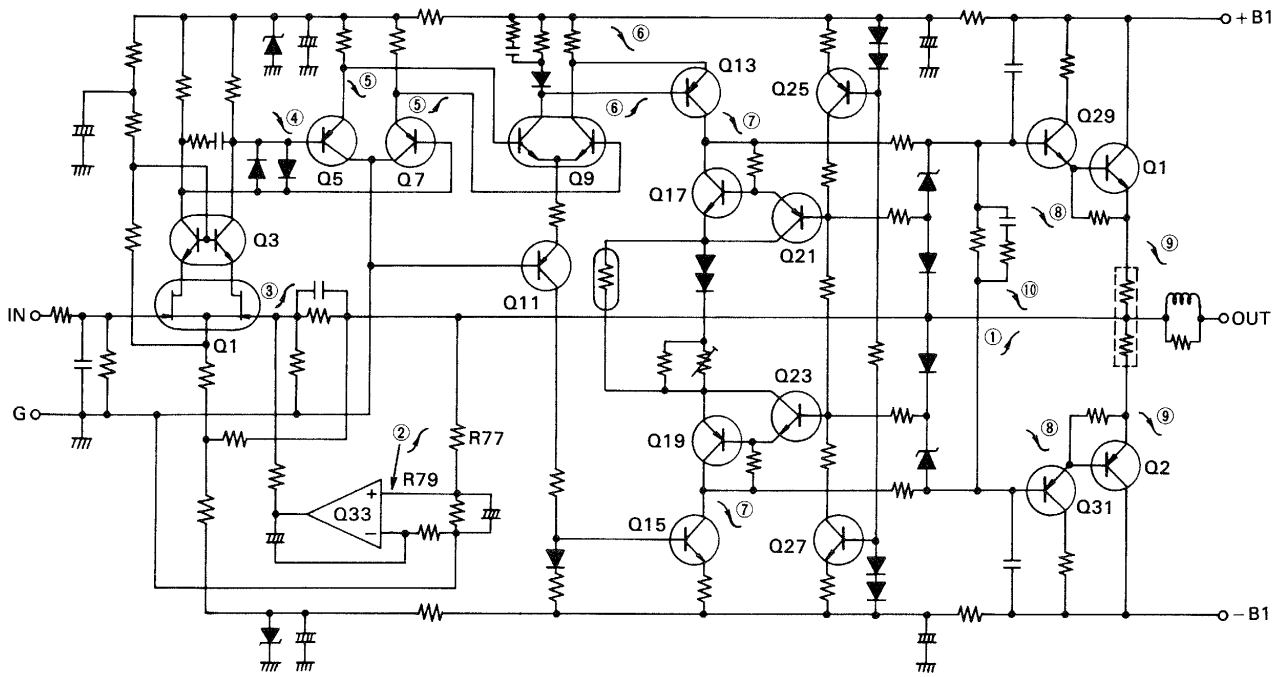 +B1
⑥
Q13
Q25
⑤
⑤
⑥
④
⑦
Q29
Q5
Q7
Q9
Q1
Q17
⑧
Q3
Q21
⑨
Q11
③
⑩
IN
Q1
OUT
①
Q23
G
②
R77
Q19
⑧
⑨
R79
Q2
+
Q33
Q31
−
⑦
Q15
Q27
−B1